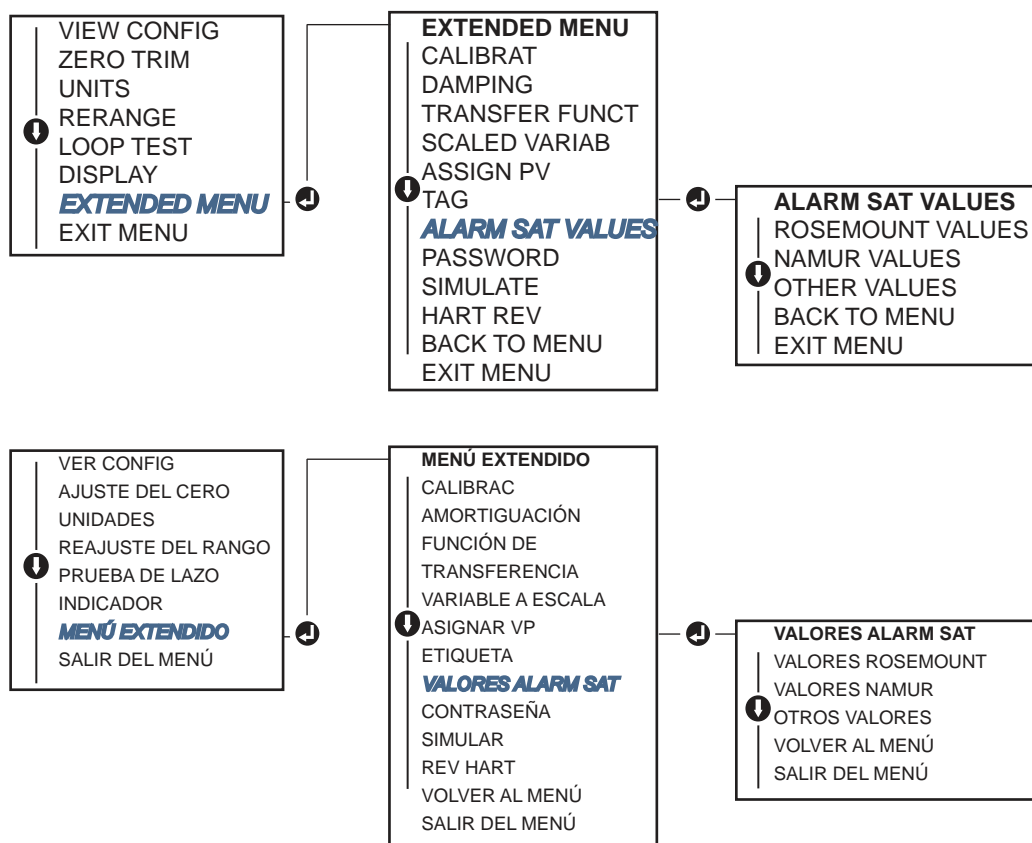 VIEW CONFIG
ZERO TRIM
UNITS
RERANGE
LOOP TEST
DISPLAY
EXTENDED MENU
EXIT MENU
EXTENDED MENU
CALIBRAT
DAMPING
TRANSFER FUNCT
SCALED VARIAB
ASSIGN PV
TAG
ALARM SAT VALUES
PASSWORD
SIMULATE
HART REV
BACK TO MENU
EXIT MENU
ALARM SAT VALUES
ROSEMOUNT VALUES
NAMUR VALUES
OTHER VALUES
BACK TO MENU
EXIT MENU
VER CONFIG
AJUSTE DEL CERO
UNIDADES
REAJUSTE DEL RANGO
PRUEBA DE LAZO
INDICADOR
MENÚ EXTENDIDO
SALIR DEL MENÚ
MENÚ EXTENDIDO
CALIBRAC
AMORTIGUACIÓN
FUNCIÓN DE
TRANSFERENCIA
VARIABLE A ESCALA
ASIGNAR VP
ETIQUETA
VALORES ALARM SAT
CONTRASEÑA
SIMULAR
REV HART
VOLVER AL MENÚ
SALIR DEL MENÚ
VALORES ALARM SAT
VALORES ROSEMOUNT
VALORES NAMUR
OTROS VALORES
VOLVER AL MENÚ
SALIR DEL MENÚ